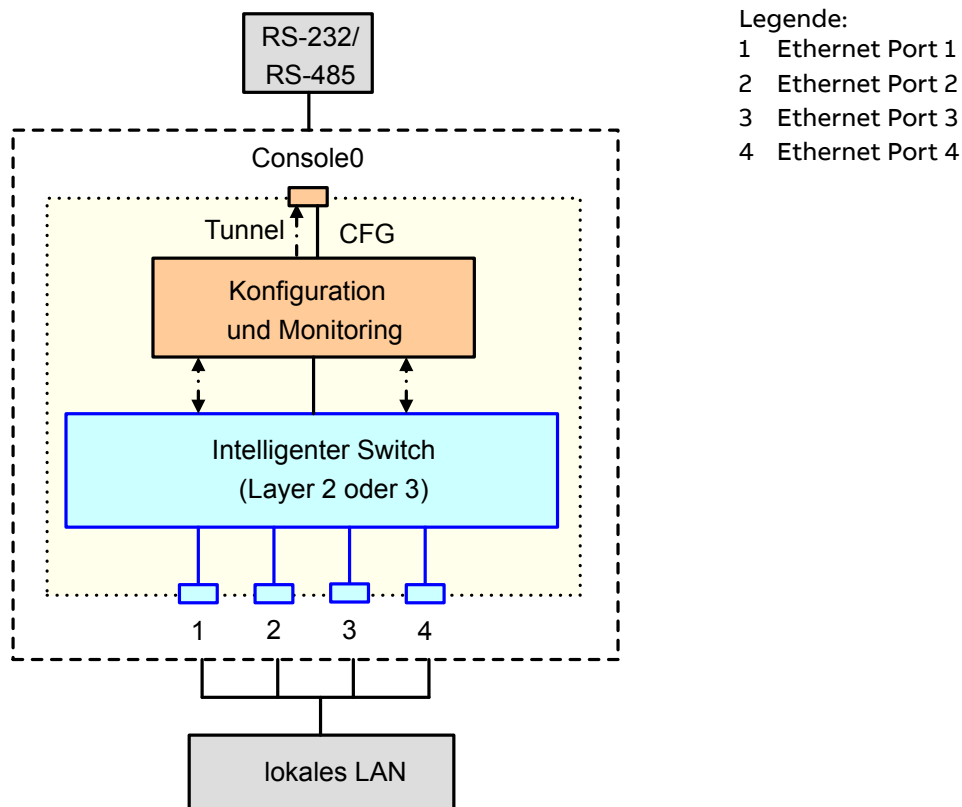 RS-232/
RS-485
Legende:
1 Ethernet Port 1
2 Ethernet Port 2
3 Ethernet Port 3
4 Ethernet Port 4
Console0
Tunnel CFG
Konfiguration
und Monitoring
Intelligenter Switch
(Layer 2 oder 3)
1 2 3 4
lokales LAN